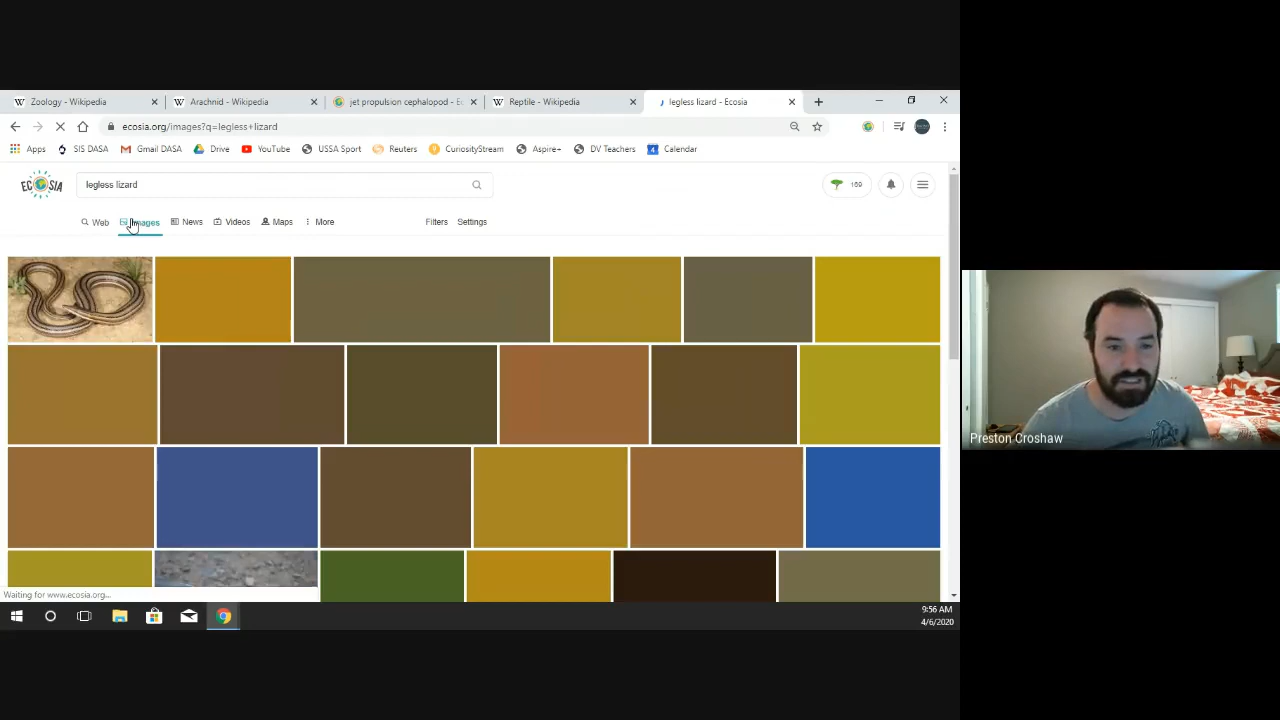 Zoology - Wikipedia
Arachnid - Wikipedia
jet propulsion cephalopod - Ec
Reptile - Wikipedia
legless lizard - Ecosia
ecosia.org/images?q=legless+lizard
Apps
SIS DASA
Gmail DASA
Drive
YouTube
USSA Sport
Reuters
CuriosityStream
Aspire+
DV Teachers
Calendar
ECOSIA
legless lizard
169
Web
Images
News
Videos
Maps
More
Filters
Settings
Preston Croshaw
Waiting for www.ecosia.org...
9:56 AM
4/6/2020